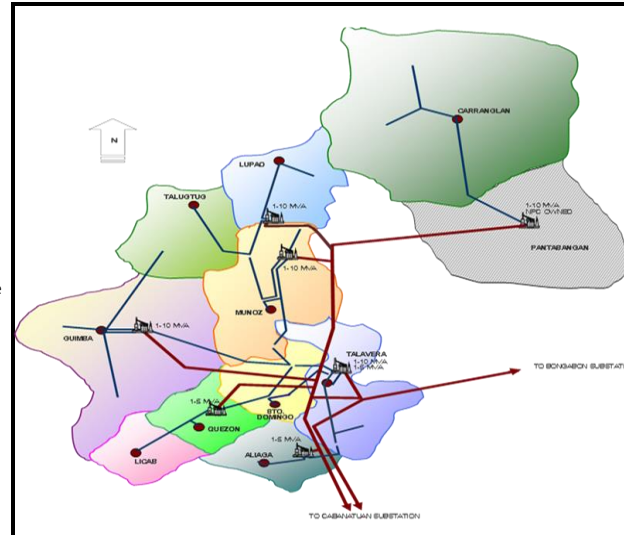 CARRANGLAN
N
LUPAO
1-10 MVA
NPC OWNED
TALUGTUG
1-10 MVA
PANTABANGAN
1-10 MVA
MUNOZ
1-10 MVA
GUIMBA
TALAVERA
1-10 MVA
1-5 MVA
TO BONGABON SUBSTATI
1-5 MVA
STO.
DOMINGO
QUEZON
LICAB
ALIAGA
1-5 MVA
TO CABANATUAN SUBSTATION